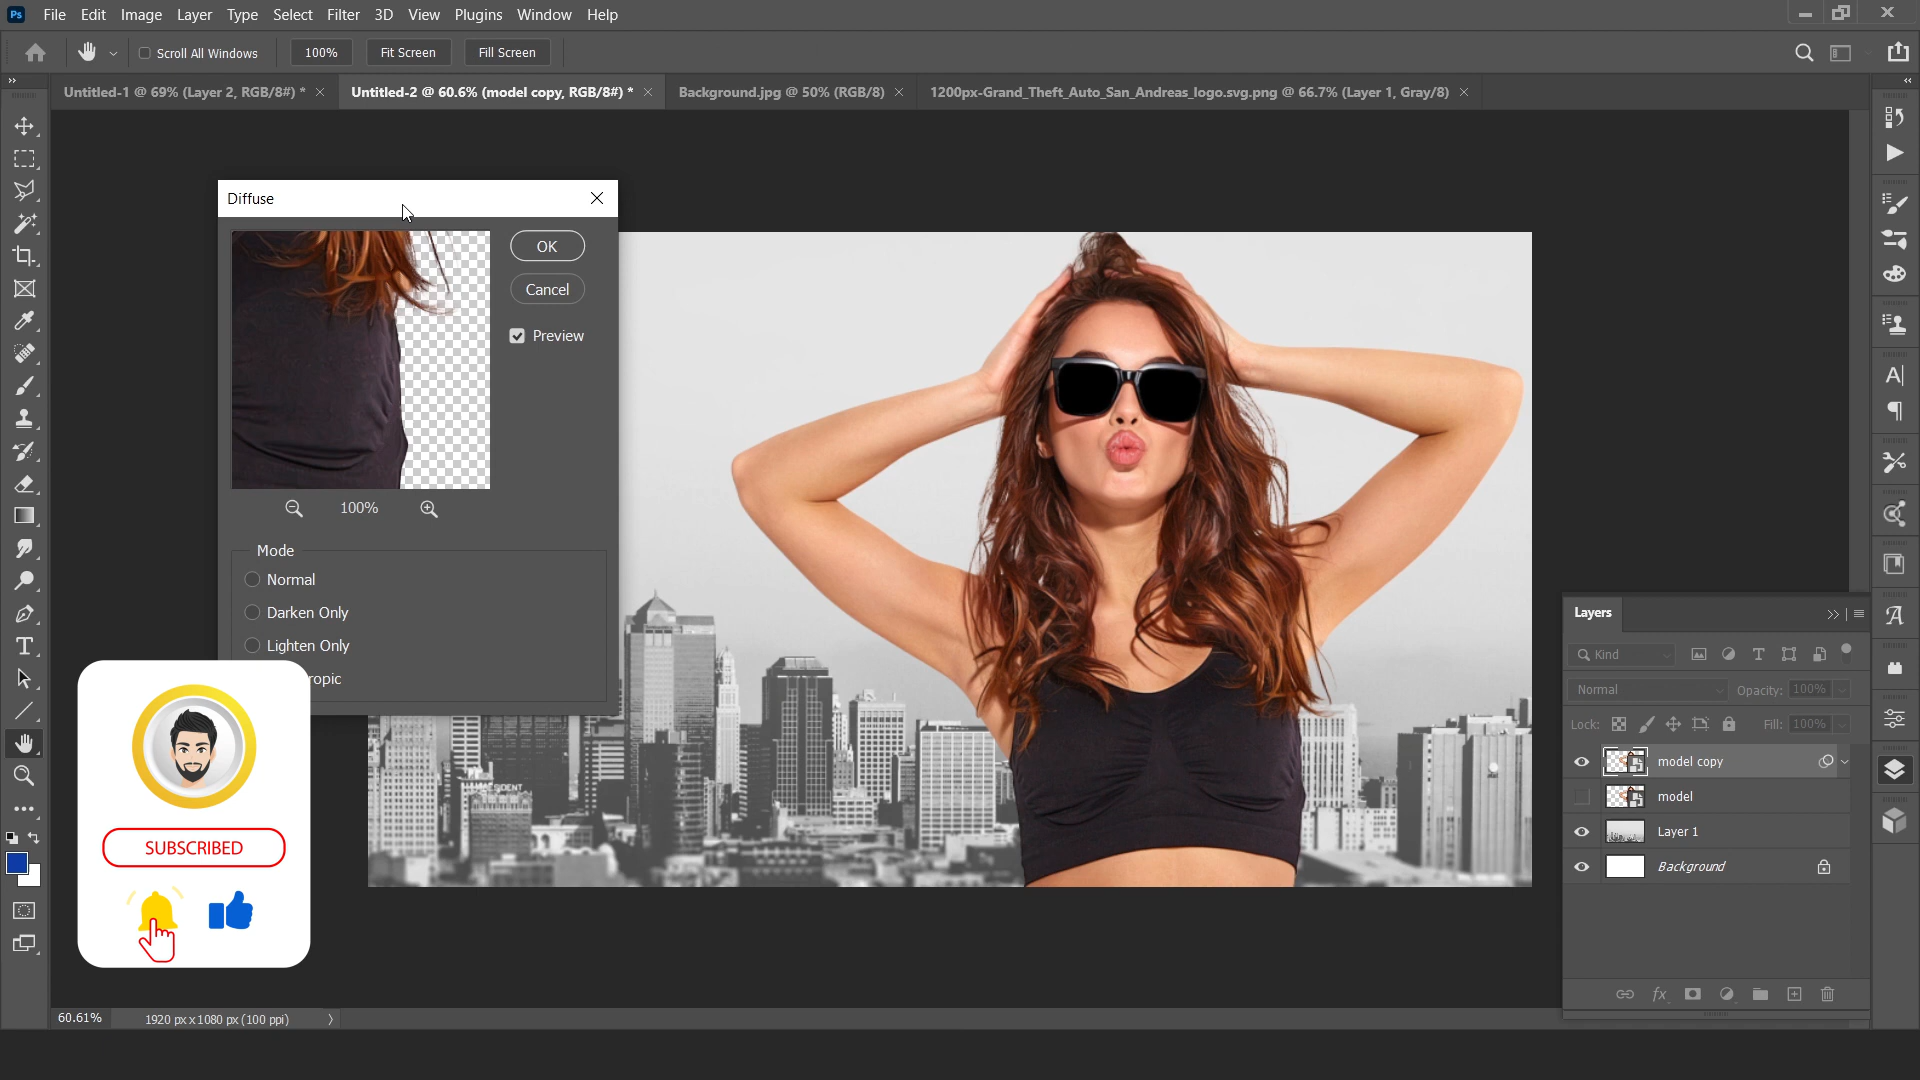 Ps File Edit Image Layer Type Select Filter 3D View Plugins Window Help
Scroll All Windows 100% Fit Screen Fill Screen
Untitled-1 @ 69% (Layer 2, RGB/8#) * Untitled-2 @ 60.6% (model copy, RGB/8#) * Background.jpg @ 50% (RGB/8) 1200px-Grand_Theft_Auto_San_Andreas_logo.svg.png @ 66.7% (Layer 1, Gray/8)
Diffuse
OK
Cancel
Preview
100%
Mode
Normal
Darken Only
Lighten Only
ropic
SUBSCRIBED
Layers
Kind
Normal Opacity: 100%
Lock: Fill: 100%
model copy
model
Layer 1
Background
fx
60.61% 1920 px x 1080 px (100 ppi)